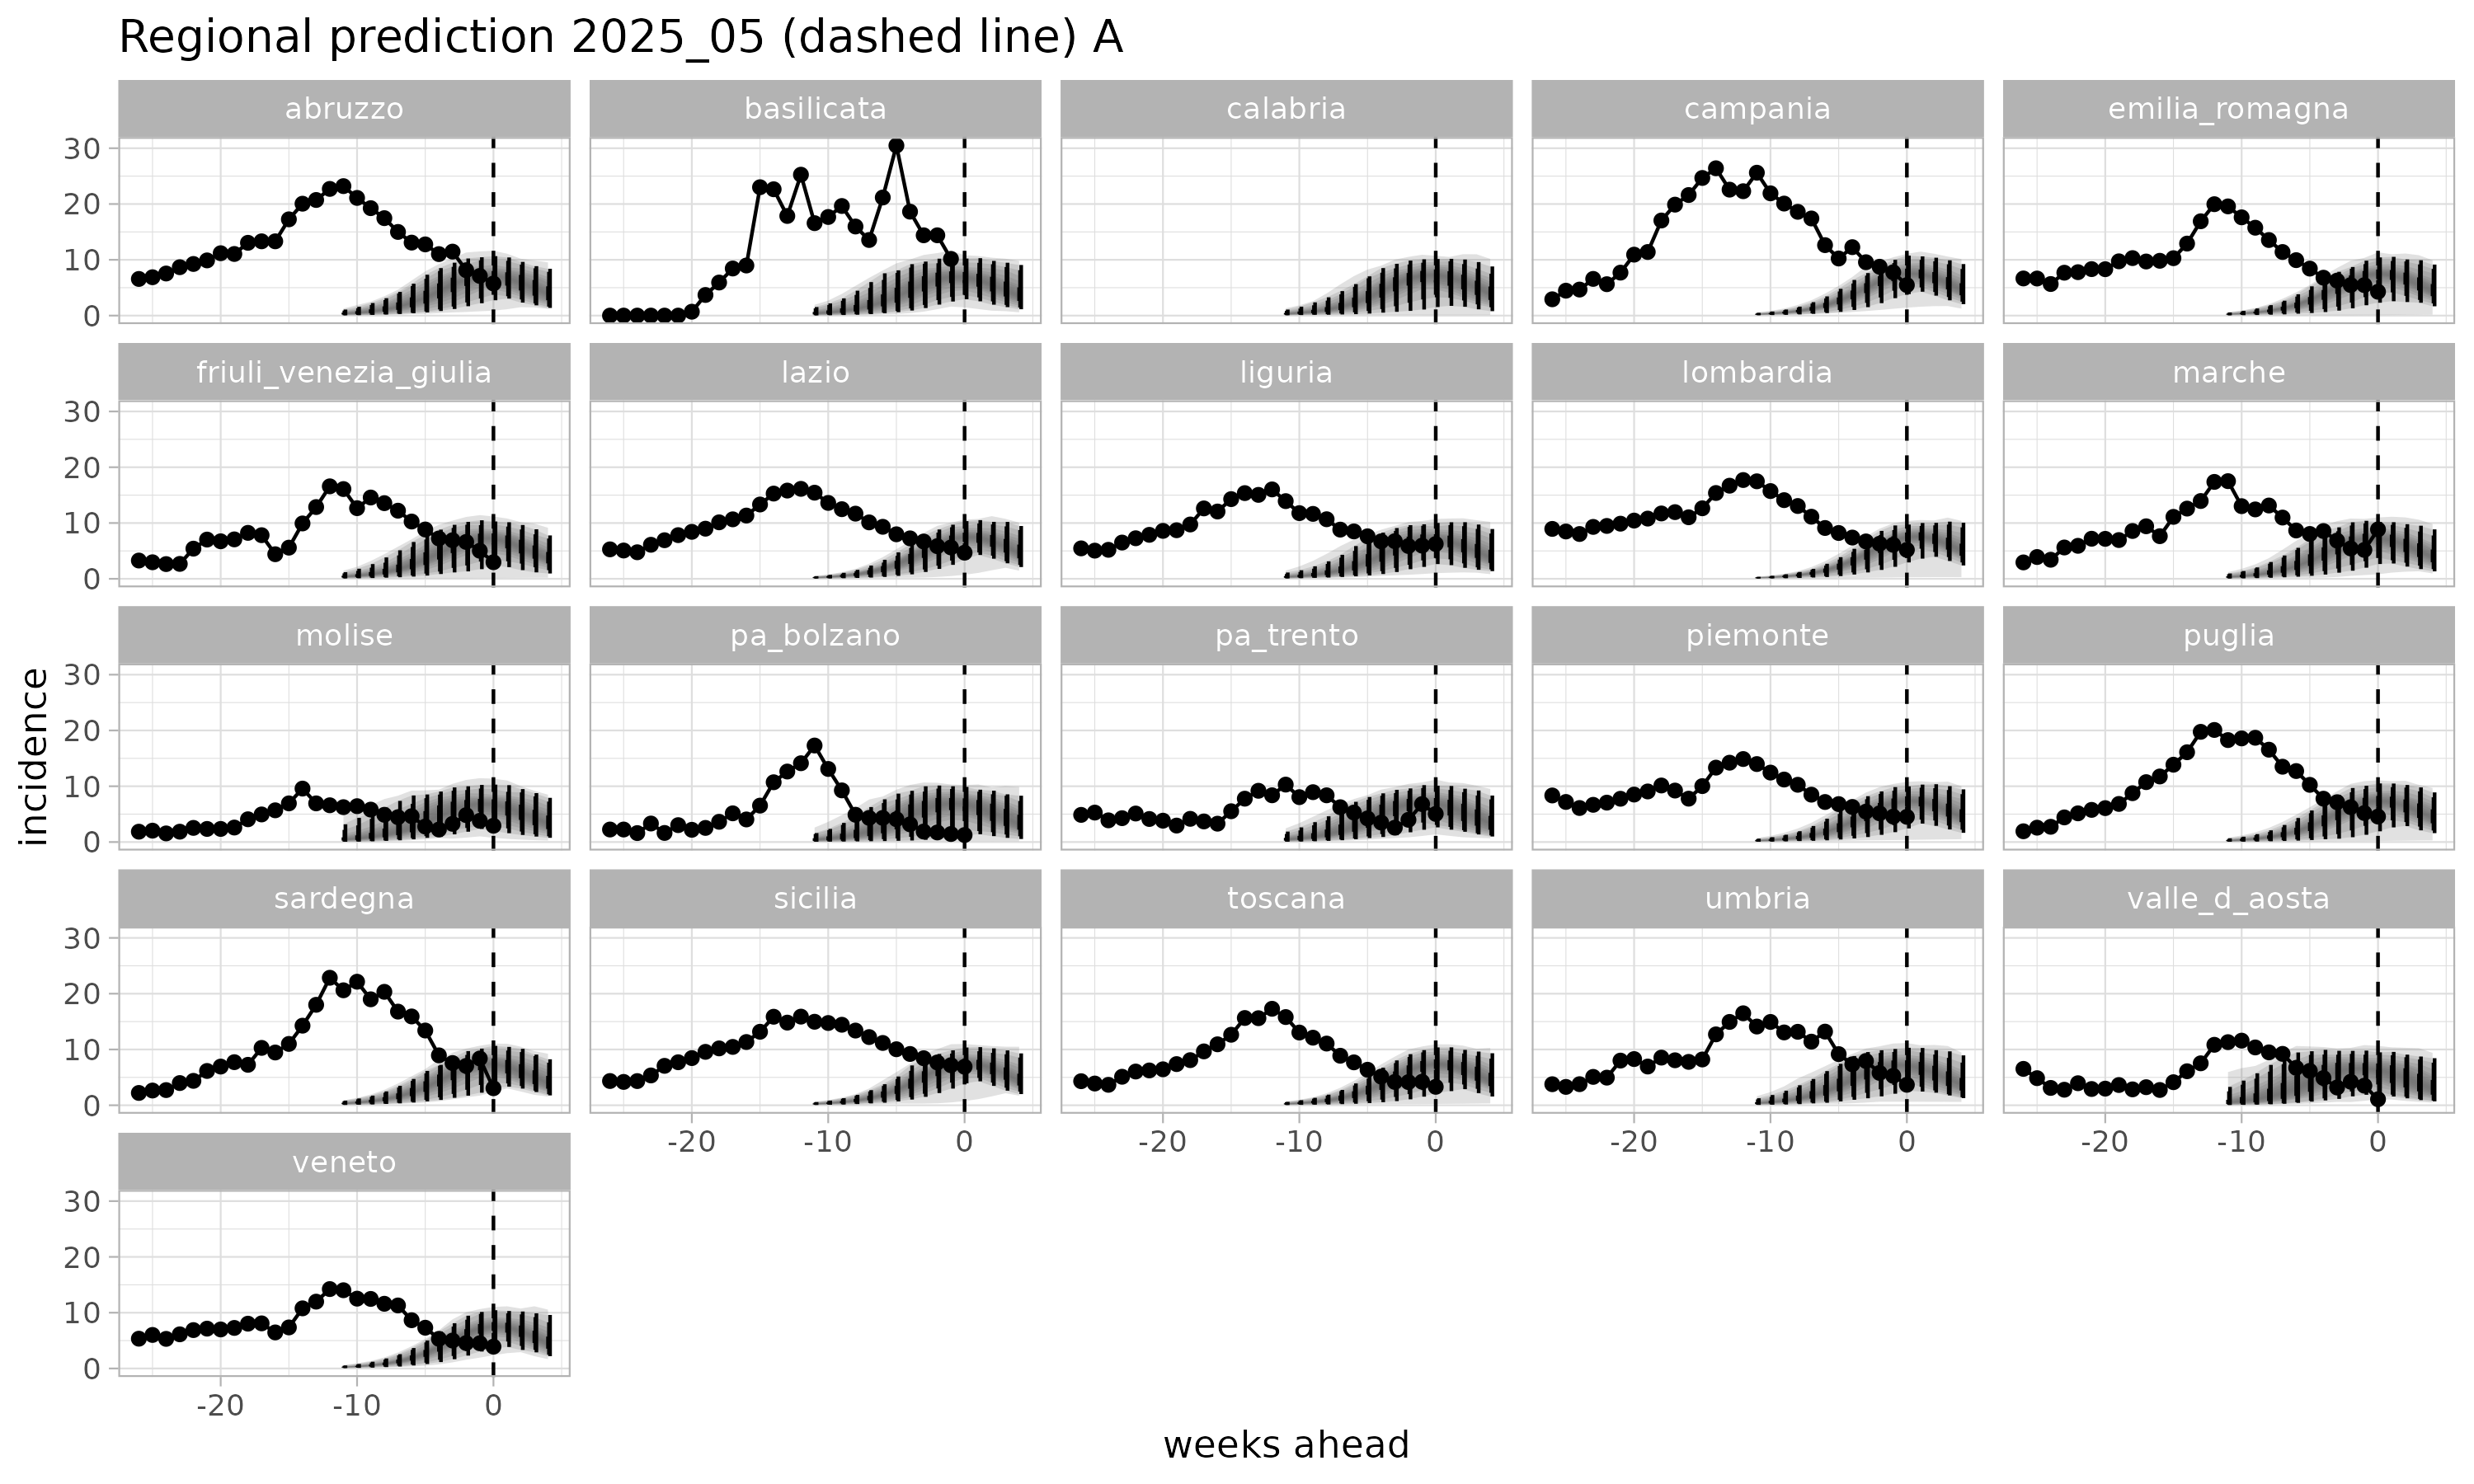 Regional prediction 2025_05 (dashed line) A
abruzzo
basilicata
calabria
campania
emilia_romagna
30
20
10
0
friuli_venezia_giulia
lazio
liguria
lombardia
marche
30
20
10
0
molise
pa_bolzano
pa_trento
piemonte
puglia
30
20
10
0
incidence
sardegna
sicilia
toscana
umbria
valle_d_aosta
30
20
10
0
-20 -10 0
-20 -10 0
-20 -10 0
-20 -10 0
veneto
30
20
10
0
-20 -10 0
weeks ahead